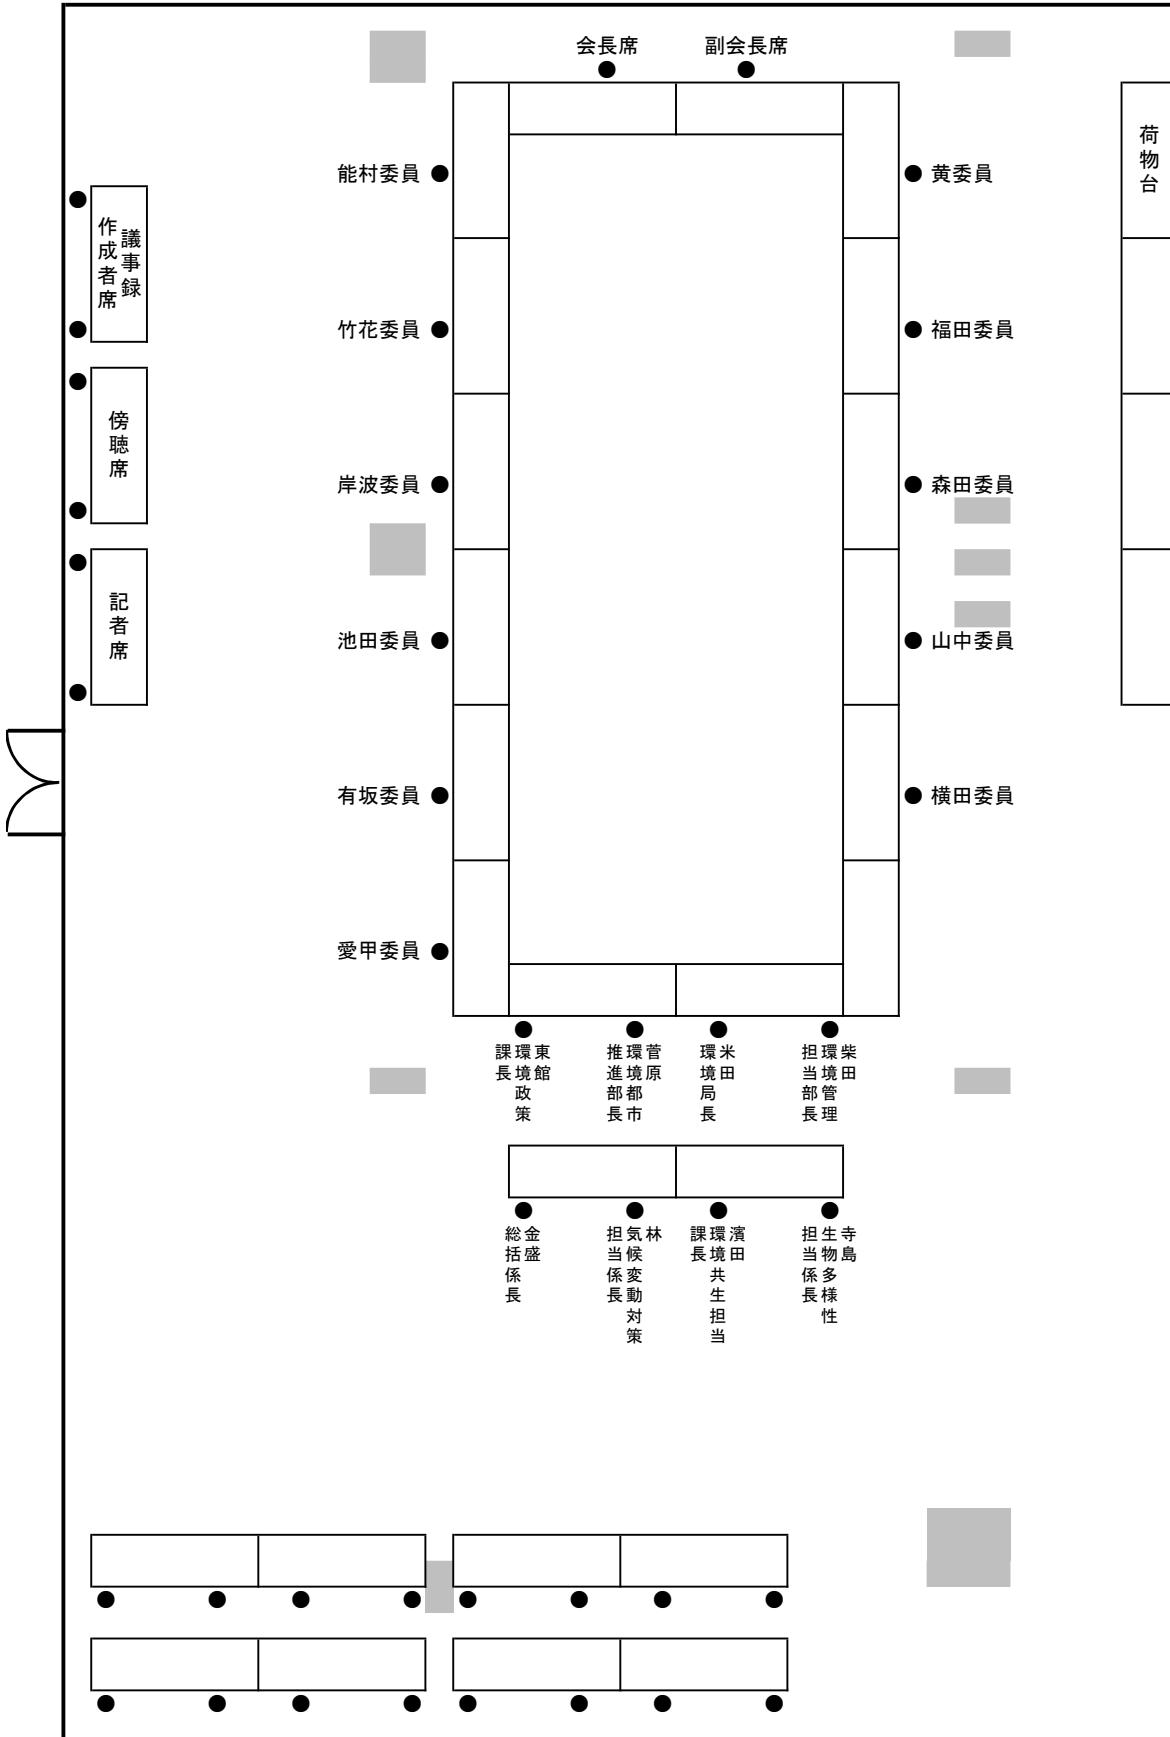 会長席
副会長席
荷物台
能村委員
黄委員
議事録
作成者席
竹花委員
福田委員
傍聴席
岸波委員
森田委員
記者席
池田委員
山中委員
有坂委員
横田委員
愛甲委員
東館
環境政策
課長
菅原
環境都市
推進部長
米田
環境局長
柴田
環境管理
担当部長
金盛
総括係長
林
気候変動対策
担当係長
濱田
環境共生担当
課長
寺島
生物多様性
担当係長